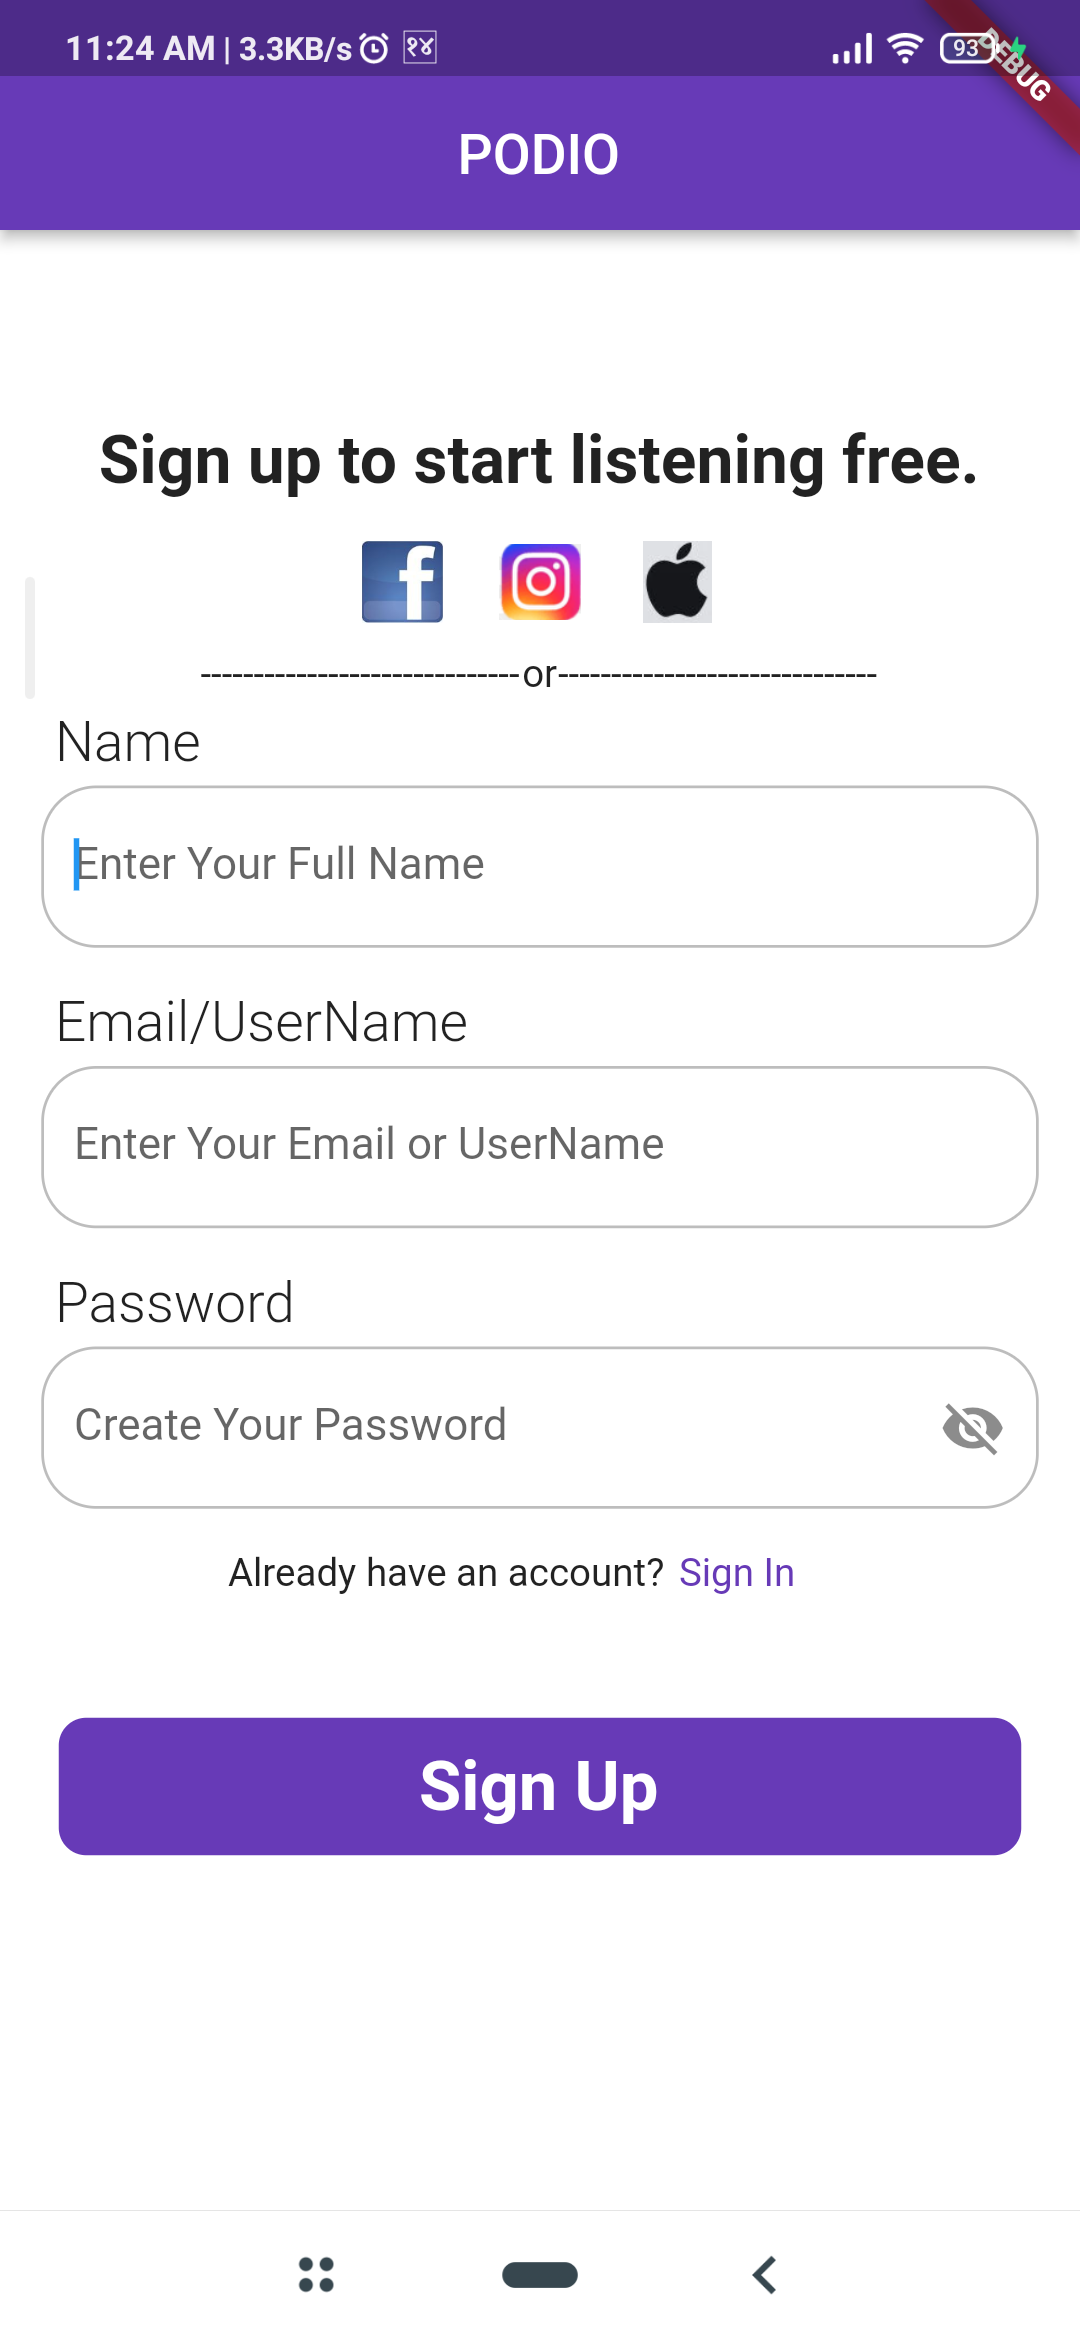 11:24 AM | 3.3KB/s १४ 93
DEBUG
PODIO
Sign up to start listening free.
------------------------------or------------------------------
Name
Enter Your Full Name
Email/UserName
Enter Your Email or UserName
Password
Create Your Password
Already have an account? Sign In
Sign Up